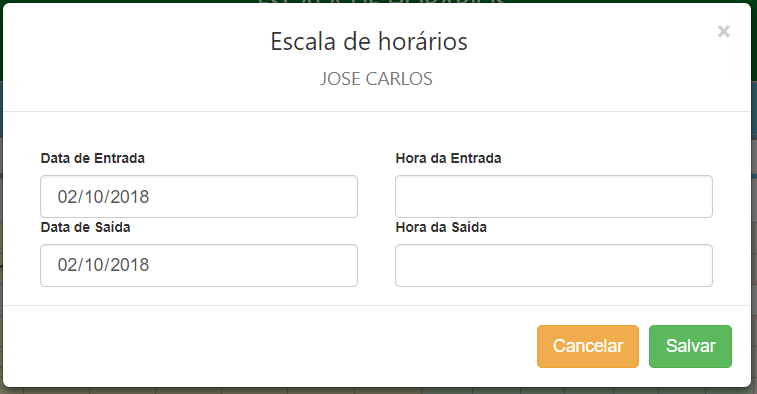 Escala de horários
×
JOSE CARLOS
Data de Entrada
Hora da Entrada
02/10/2018
Data de Saída
Hora da Saída
02/10/2018
Cancelar
Salvar